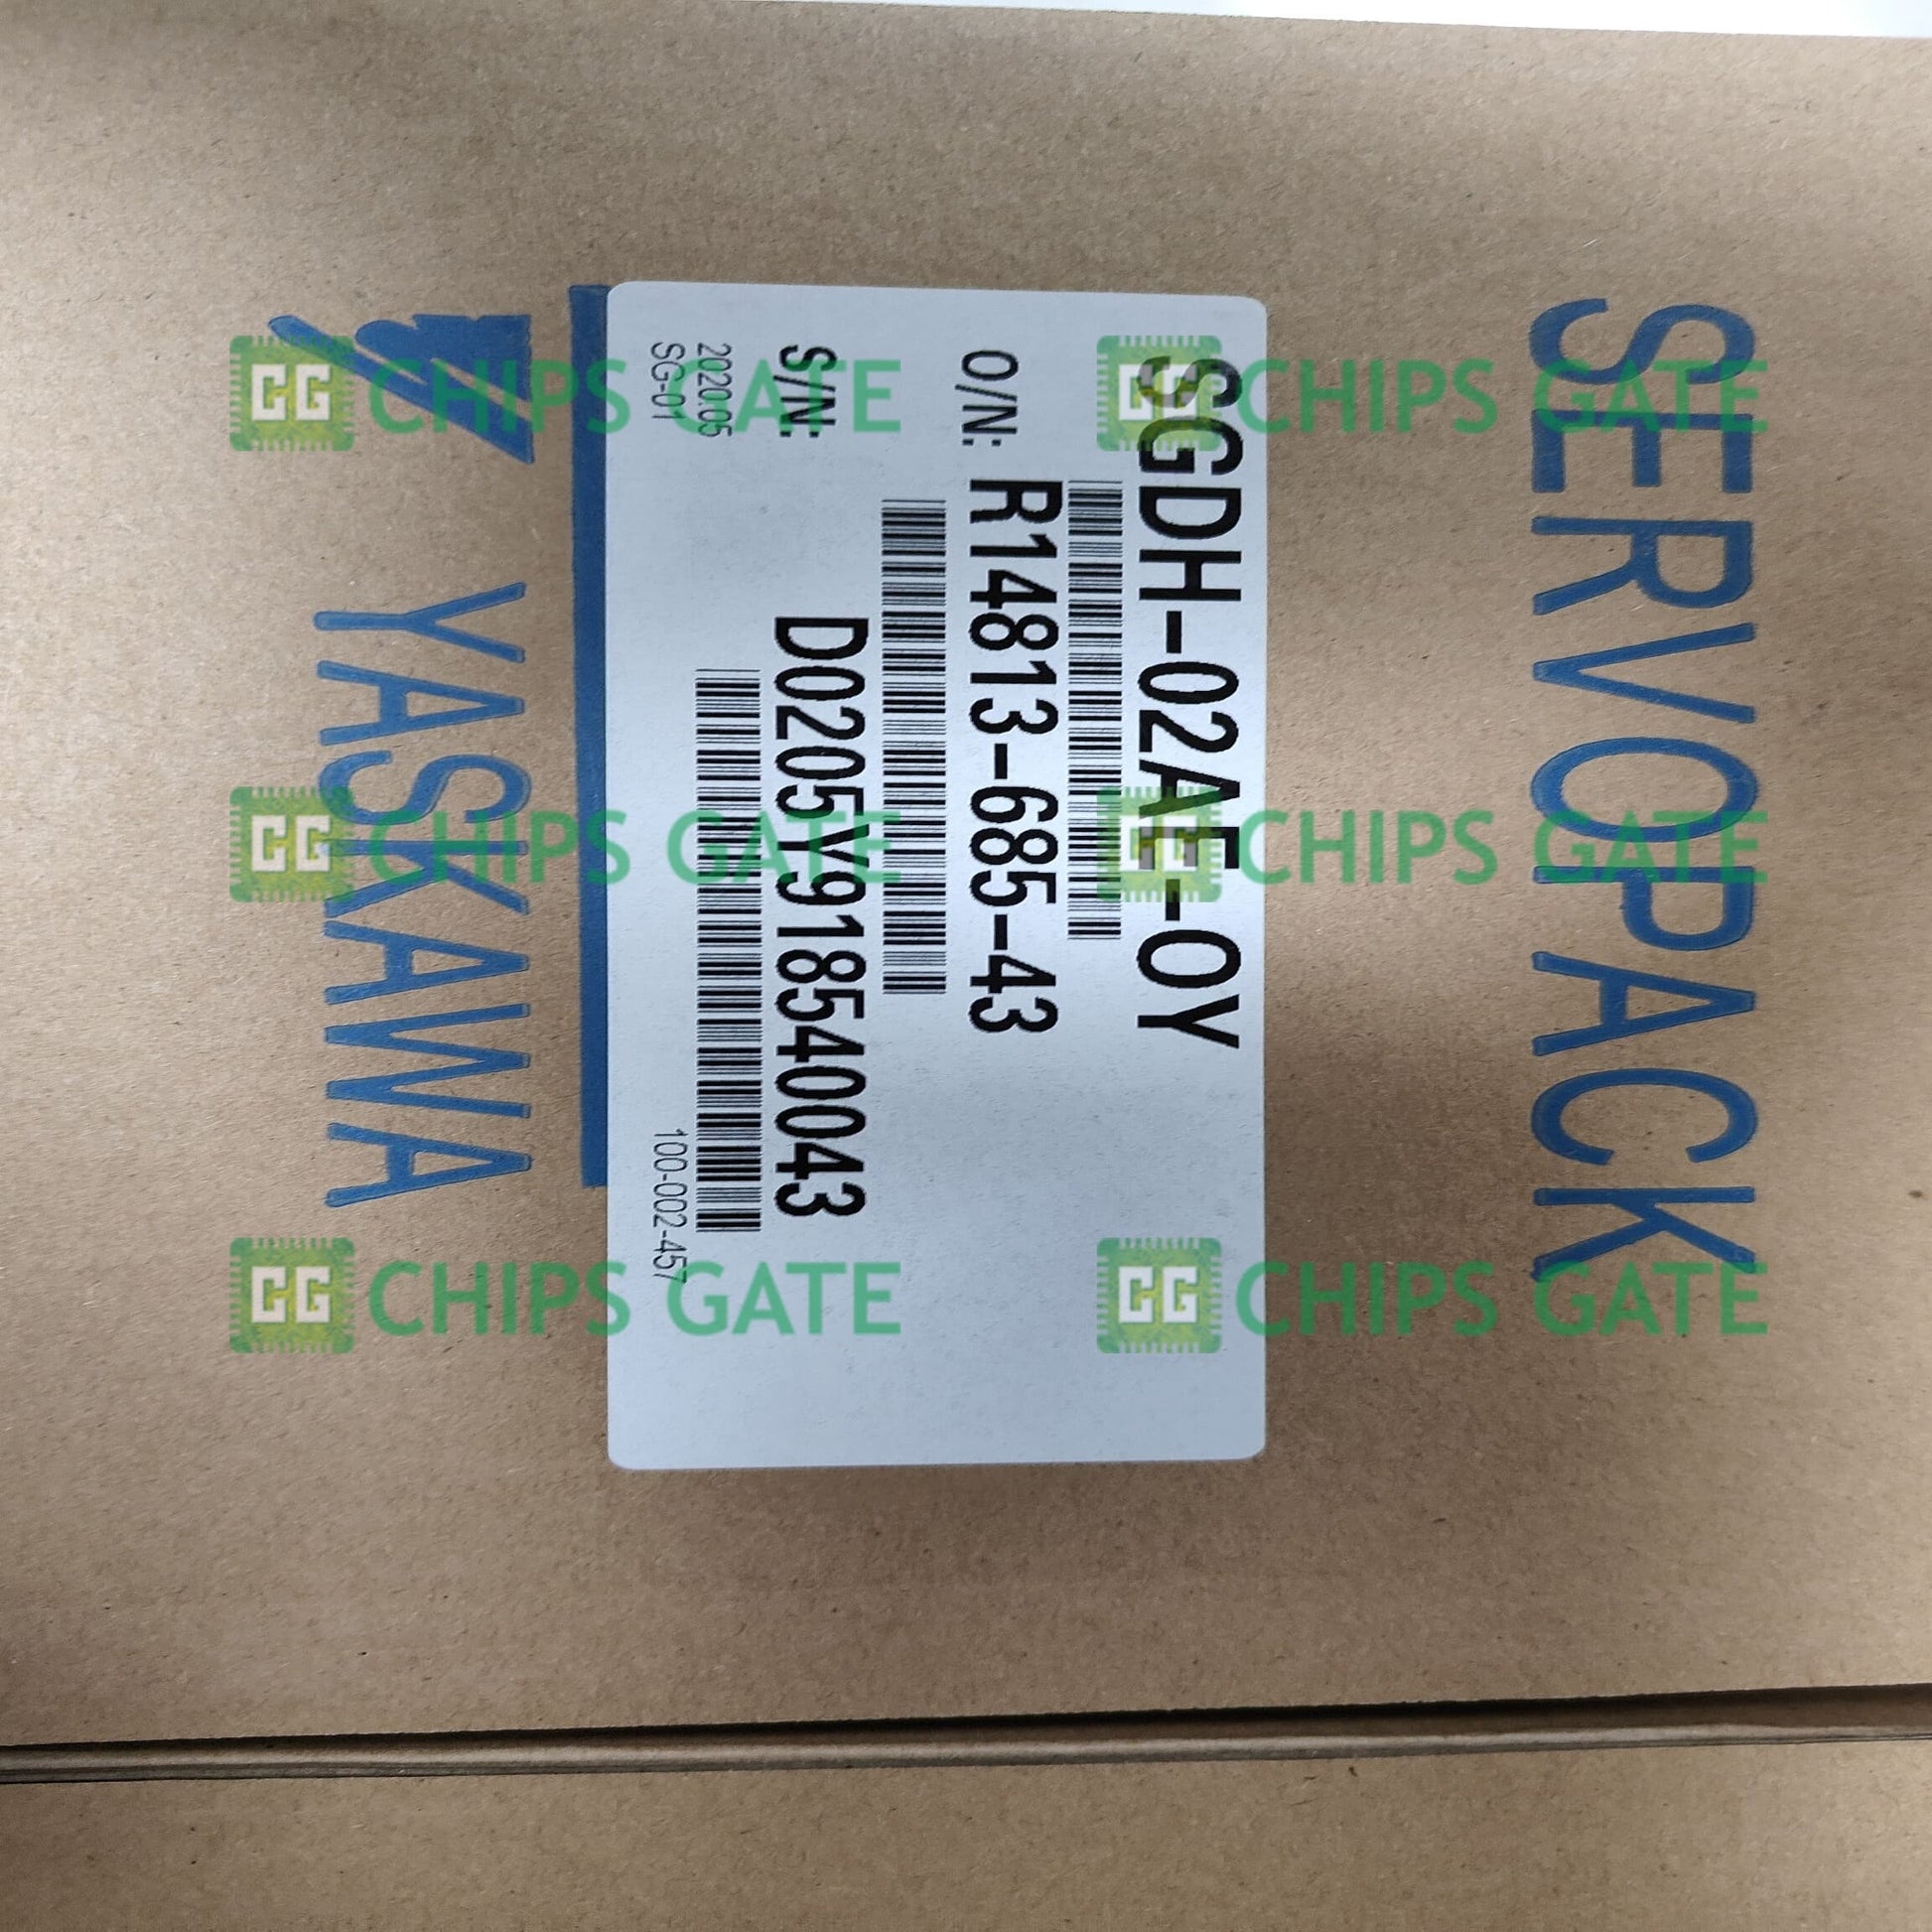 SERVOPACK
SGDH-02AE-OY
O/N: R14813-685-43
S/N: D0205Y918540043
2020.05
SG-01
100-002-457
YASKAWA
CG CHIPS GATE
CG CHIPS GATE
CG CHIPS GATE
CG CHIPS GATE
CG CHIPS GATE
CG CHIPS GATE